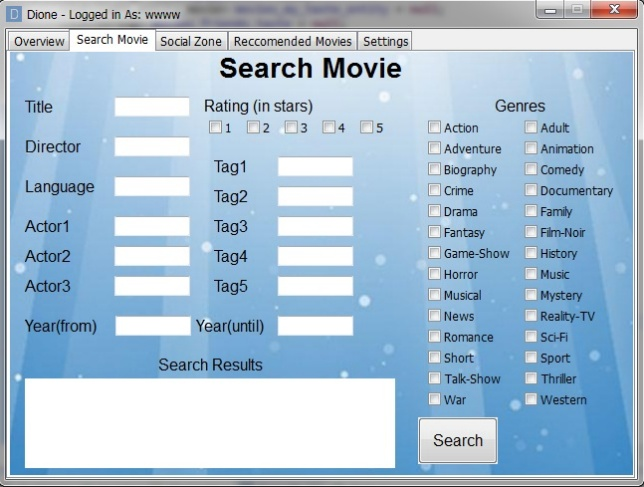 Dione - Logged in As: wwww
Overview Search Movie Social Zone Reccomended Movies Settings
Search Movie
Title
Director
Language
Actor1
Actor2
Actor3
Year(from)
Rating (in stars)
1 2 3 4 5
Tag1
Tag2
Tag3
Tag4
Tag5
Year(until)
Genres
Action Adult
Adventure Animation
Biography Comedy
Crime Documentary
Drama Family
Fantasy Film-Noir
Game-Show History
Horror Music
Musical Mystery
News Reality-TV
Romance Sci-Fi
Short Sport
Talk-Show Thriller
War Western
Search Results
Search